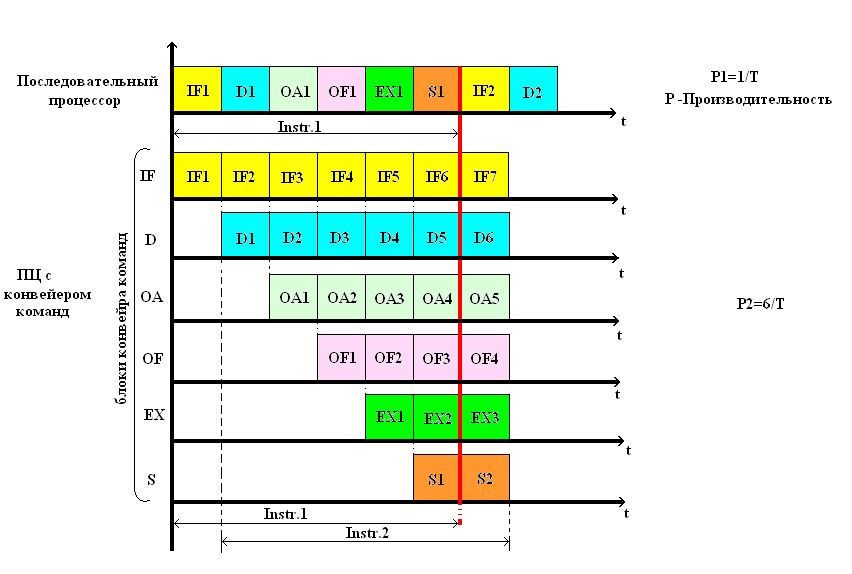 Последовательный
процессор
IF1 D1 OA1 OF1 EX1 S1 IF2 D2
t
Instr.1
P1=1/T
P -Производительность
IF
IF1 IF2 IF3 IF4 IF5 IF6 IF7
t
D
D1 D2 D3 D4 D5 D6
t
ПЦ с
конвейером
команд
блоки конвейра команд
OA
OA1 OA2 OA3 OA4 OA5
t
P2=6/T
OF
OF1 OF2 OF3 OF4
t
EX
EX1 EX2 EX3
t
S
S1 S2
t
Instr.1
Instr.2